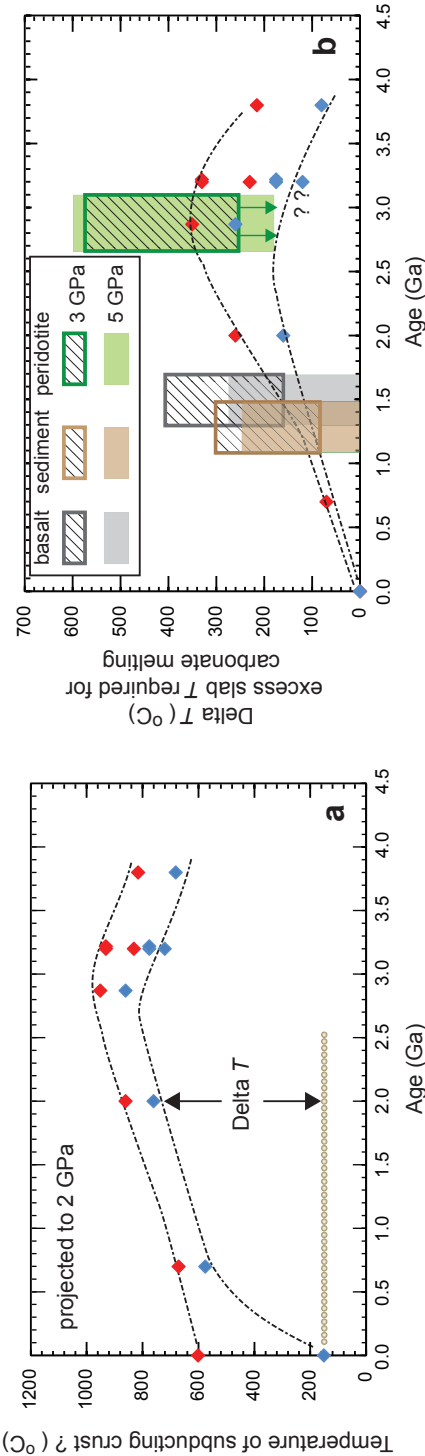 Temperature of subducting crust ? (°C)
1200
1000
800
600
400
200
0
projected to 2 GPa
Delta T
a
0.0 0.5 1.0 1.5 2.0 2.5 3.0 3.5 4.0 4.5
Age (Ga)
Delta T (°C)
excess slab T required for
carbonate melting
700
600
500
400
300
200
100
0
basalt sediment peridotite
3 GPa
5 GPa
? ?
b
0.0 0.5 1.0 1.5 2.0 2.5 3.0 3.5 4.0 4.5
Age (Ga)